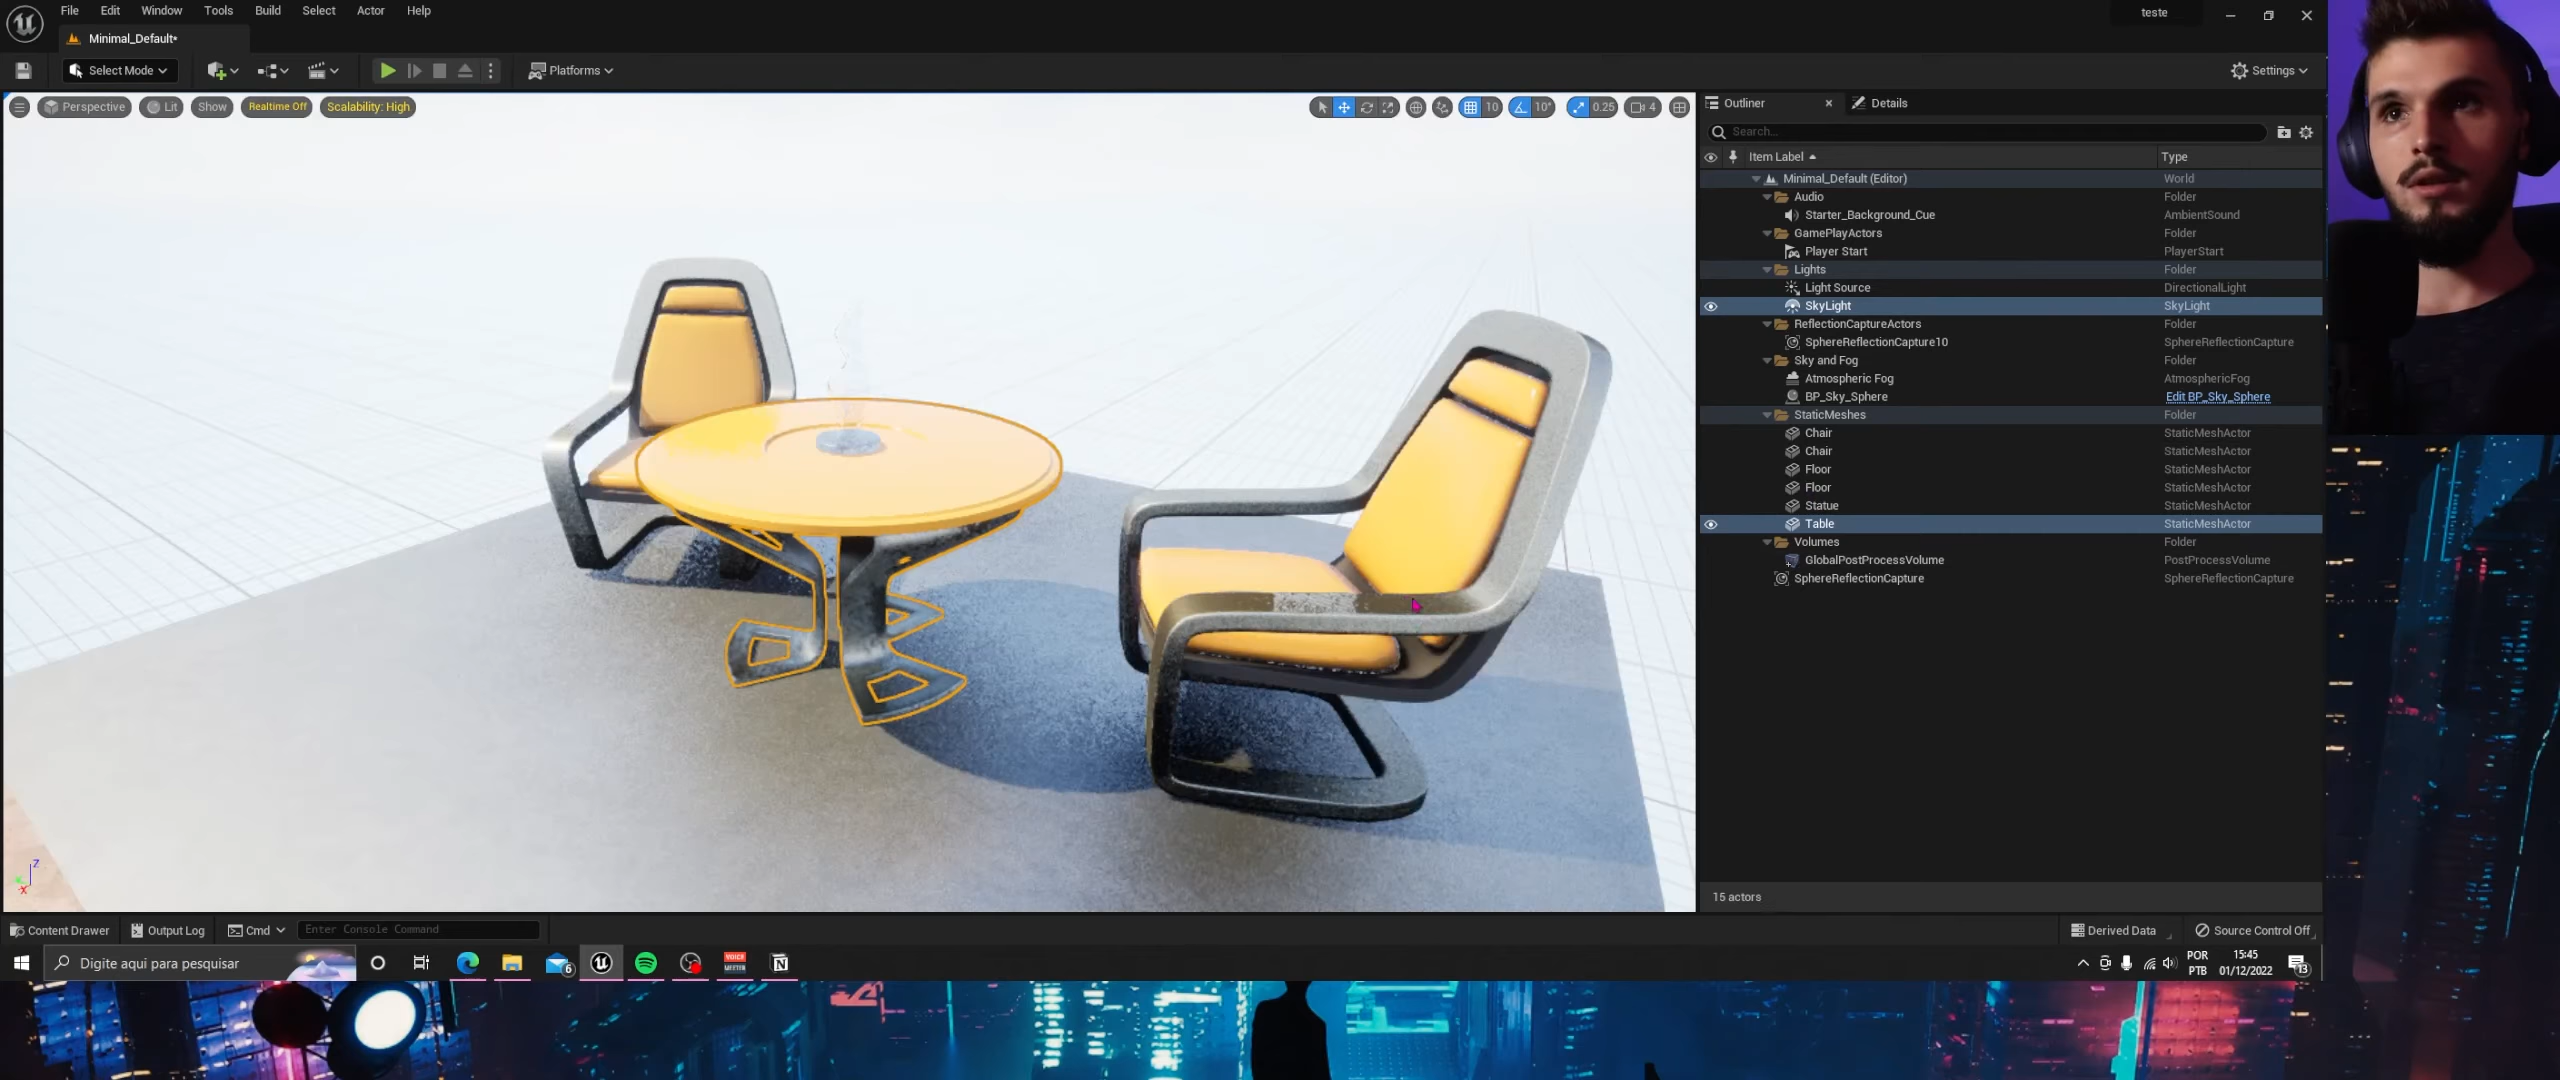 File Edit Window Tools Build Select Actor Help
teste
Minimal_Default*
Select Mode
Platforms
Settings
Perspective Lit Show Realtime Off Scalability: High
10 10° 0.25 4
Outliner
Details
Search...
Item Label Type
Minimal_Default (Editor) World
Audio Folder
Starter_Background_Cue AmbientSound
GamePlayActors Folder
Player Start PlayerStart
Lights Folder
Light Source DirectionalLight
SkyLight SkyLight
ReflectionCaptureActors Folder
SphereReflectionCapture10 SphereReflectionCapture
Sky and Fog Folder
Atmospheric Fog AtmosphericFog
BP_Sky_Sphere Edit BP_Sky_Sphere
StaticMeshes Folder
Chair StaticMeshActor
Chair StaticMeshActor
Floor StaticMeshActor
Floor StaticMeshActor
Statue StaticMeshActor
Table StaticMeshActor
Volumes Folder
GlobalPostProcessVolume PostProcessVolume
SphereReflectionCapture SphereReflectionCapture
15 actors
Z
X
Content Drawer Output Log Cmd Enter Console Command
Derived Data Source Control Off
Digite aqui para pesquisar
6
VOICE
MEETER
POR
PTB
15:45
01/12/2022
13